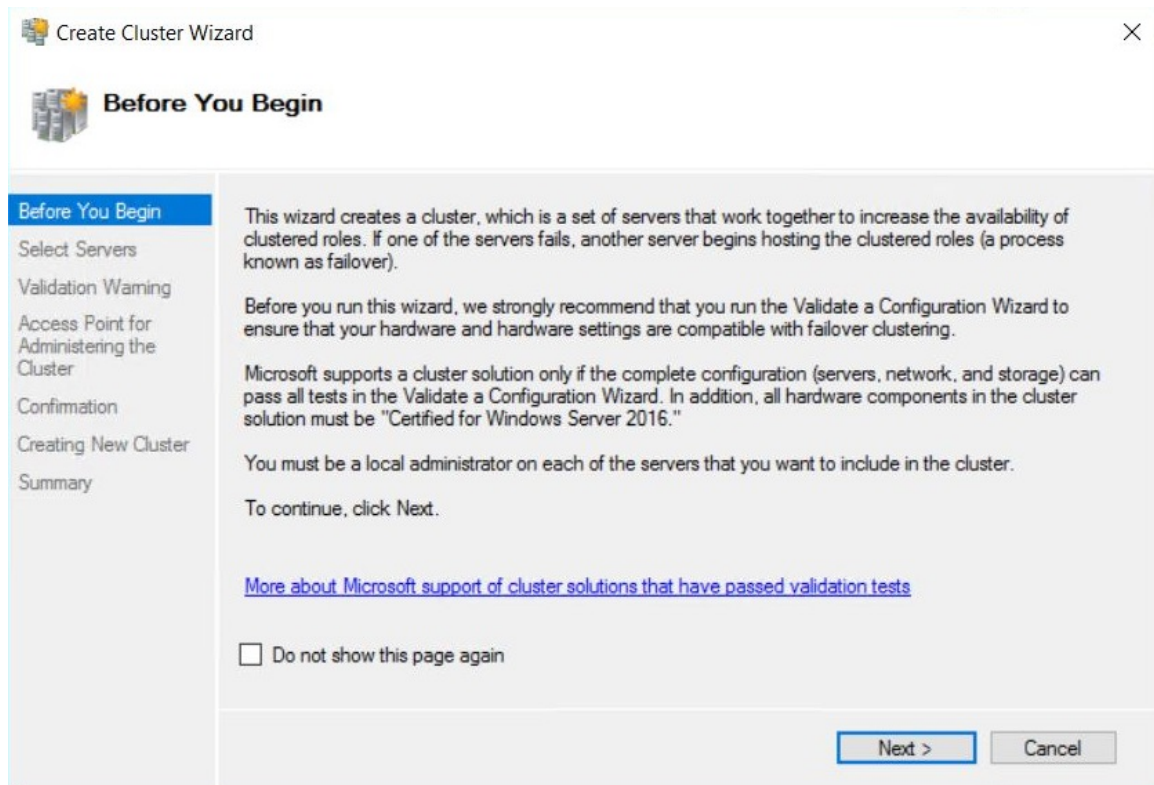 Create Cluster Wizard
Before You Begin
Before You Begin
Select Servers
Validation Warning
Access Point for
Administering the
Cluster
Confirmation
Creating New Cluster
Summary
This wizard creates a cluster, which is a set of servers that work together to increase the availability of
clustered roles. If one of the servers fails, another server begins hosting the clustered roles (a process
known as failover).
Before you run this wizard, we strongly recommend that you run the Validate a Configuration Wizard to
ensure that your hardware and hardware settings are compatible with failover clustering.
Microsoft supports a cluster solution only if the complete configuration (servers, network, and storage) can
pass all tests in the Validate a Configuration Wizard. In addition, all hardware components in the cluster
solution must be "Certified for Windows Server 2016."
You must be a local administrator on each of the servers that you want to include in the cluster.
To continue, click Next.
More about Microsoft support of cluster solutions that have passed validation tests
Do not show this page again
Next >
Cancel